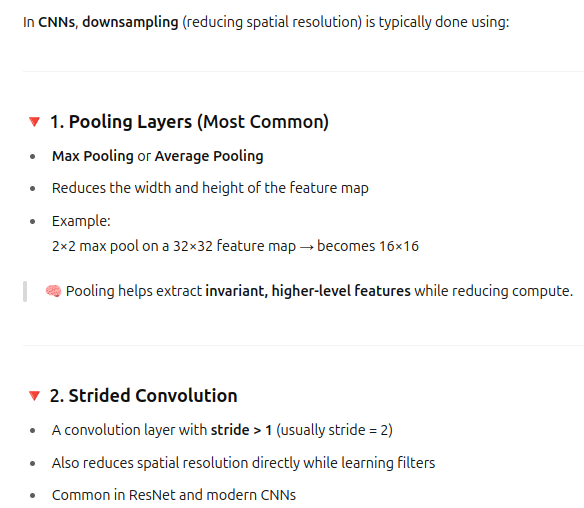 In CNNs, downsampling (reducing spatial resolution) is typically done using:
1. Pooling Layers (Most Common)
Max Pooling or Average Pooling
Reduces the width and height of the feature map
Example:
2×2 max pool on a 32×32 feature map → becomes 16×16
🧠 Pooling helps extract invariant, higher-level features while reducing compute.
2. Strided Convolution
A convolution layer with stride > 1 (usually stride = 2)
Also reduces spatial resolution directly while learning filters
Common in ResNet and modern CNNs